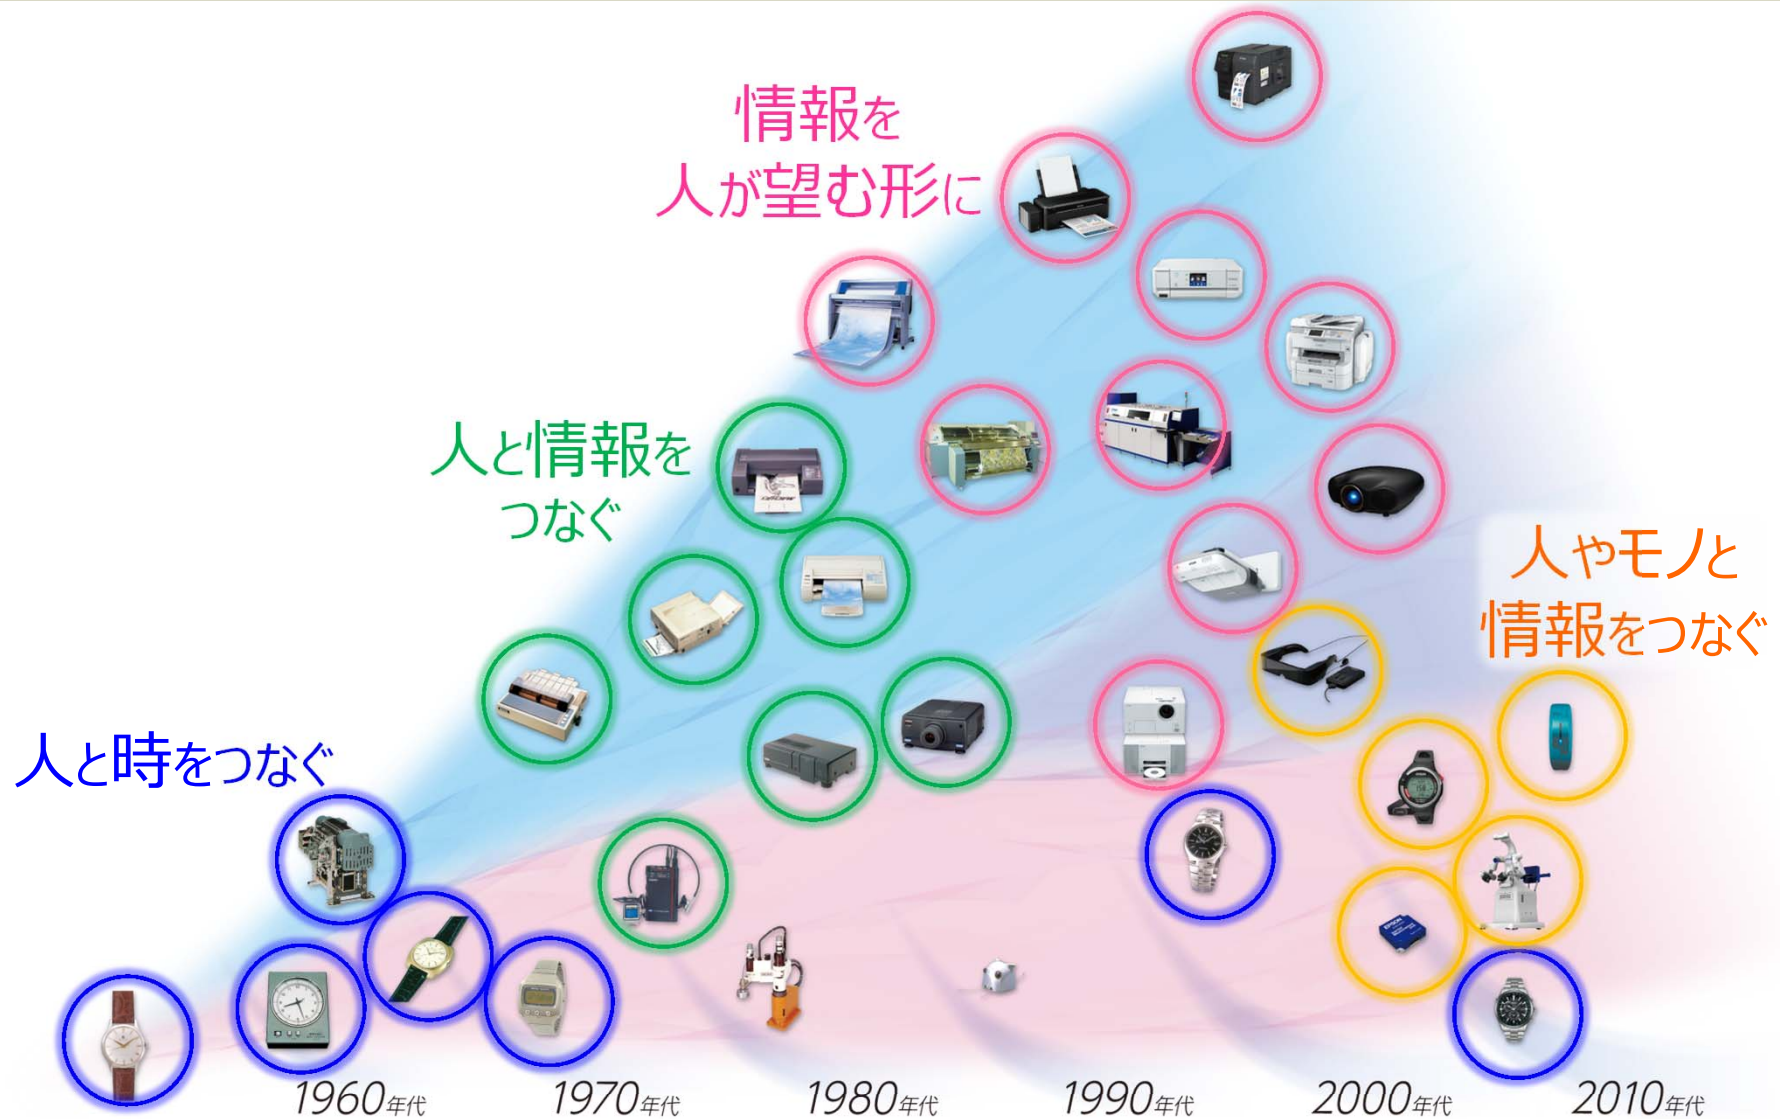 情報を
人が望む形に
人と情報を
つなぐ
人やモノと
情報をつなぐ
人と時をつなぐ
EPSON
1960年代
1970年代
1980年代
1990年代
2000年代
2010年代